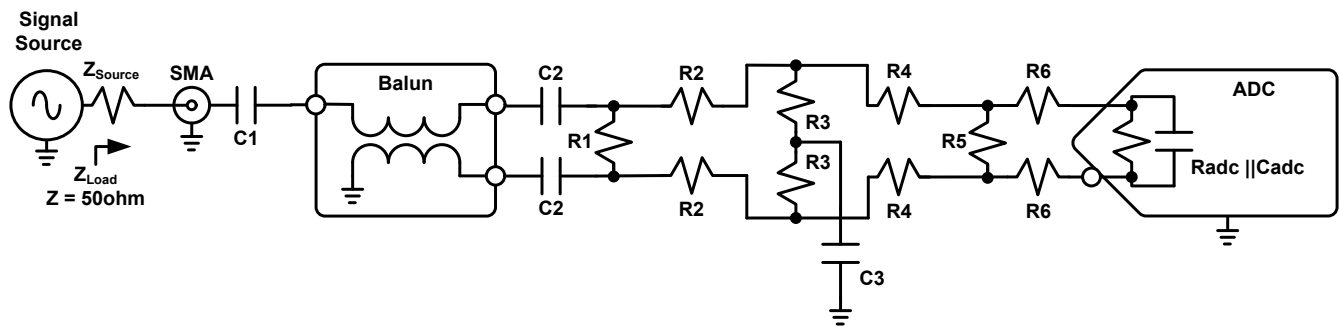 Signal
Source
ZSource
SMA
C1
ZLoad
Z = 50ohm
Balun
C2
C2
R1
R2
R2
R3
R3
C3
R4
R4
R5
R6
R6
ADC
Radc ||Cadc